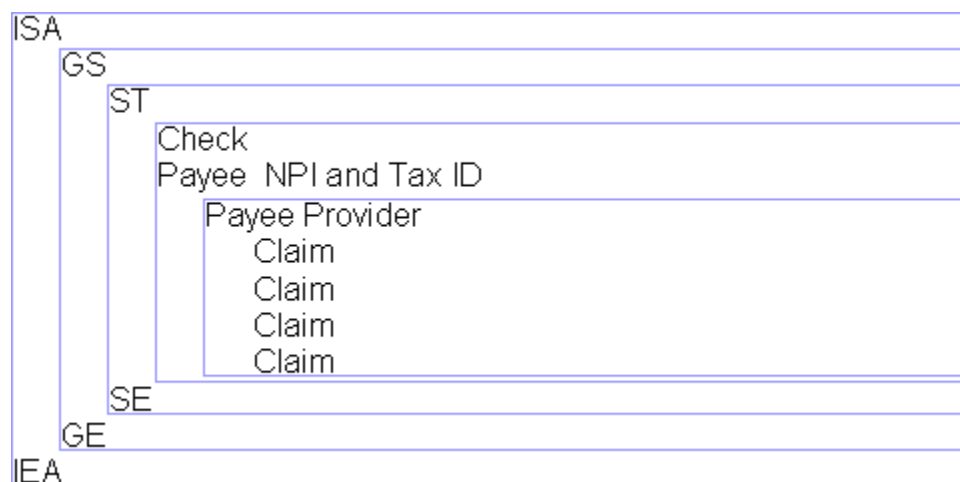 ISA
GS
ST
Check
Payee  NPI and Tax ID
Payee Provider
Claim
Claim
Claim
Claim
SE
GE
IEA